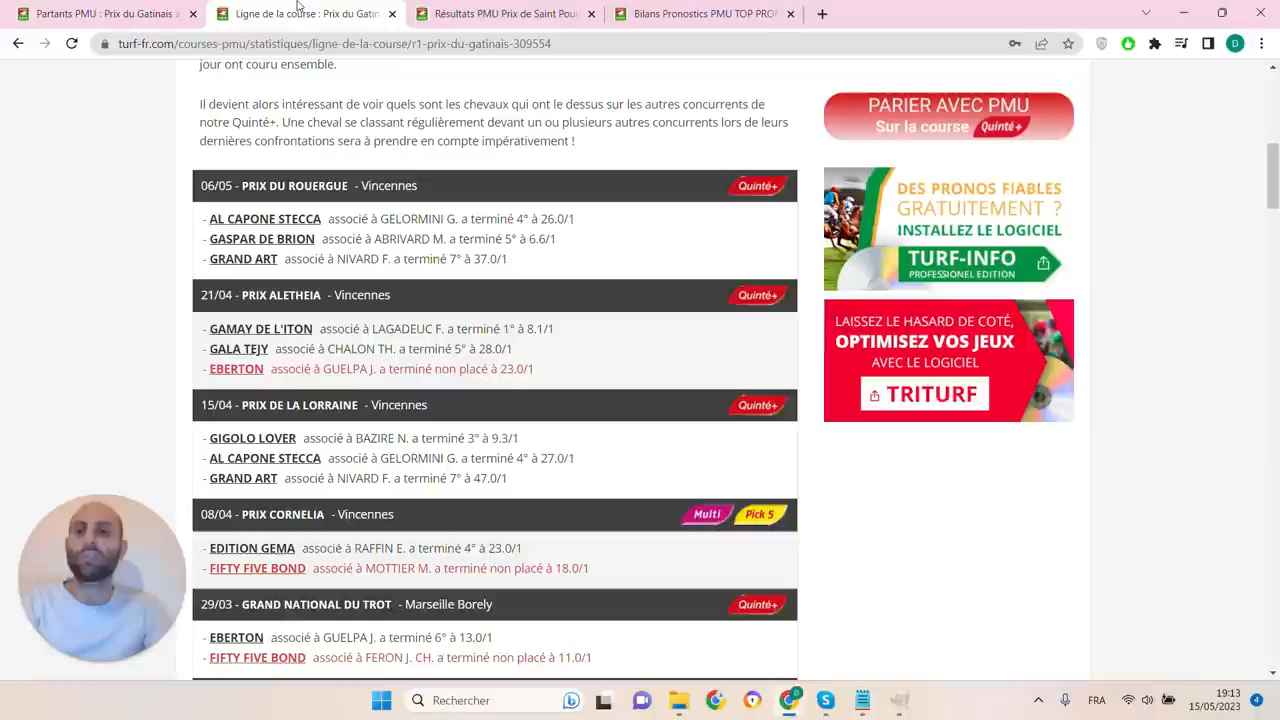 Partants Prix du Gatinais - PMU
Ligne de la course : Prix du Gatin
Résultats PMU Prix du Pour
Bilans Pronostics PMU TOP PRO
turf-fr.com/courses-pmu/statistiques/ligne-de-la-course/r1-prix-du-gatinais-309554
D
jour ont couru ensemble.
Il devient alors intéressant de voir quels sont les chevaux qui ont le dessus sur les autres concurrents de
notre Quinté+. Une cheval se classant régulièrement devant un ou plusieurs autres concurrents lors de leurs
dernières confrontations sera à prendre en compte impérativement !
06/05 - PRIX DU ROUERGUE - Vincennes Quinté+
- AL CAPONE STECCA associé à GELORMINI G. a terminé 4° à 26.0/1
- GASPAR DE BRION associé à ABRIVARD M. a terminé 5° à 6.6/1
- GRAND ART associé à NIVARD F. a terminé 7° à 37.0/1
21/04 - PRIX ALETHEIA - Vincennes Quinté+
- GAMAY DE L'ITON associé à LAGADEUC F. a terminé 1° à 8.1/1
- GALA TEJY associé à CHALON TH. a terminé 5° à 28.0/1
- EBERTON associé à GUELPA J. a terminé non placé à 23.0/1
15/04 - PRIX DE LA LORRAINE - Vincennes Quinté+
- GIGOLO LOVER associé à BAZIRE N. a terminé 3° à 9.3/1
- AL CAPONE STECCA associé à GELORMINI G. a terminé 4° à 27.0/1
- GRAND ART associé à NIVARD F. a terminé 7° à 47.0/1
08/04 - PRIX CORNELIA - Vincennes Multi Pick 5
- EDITION GEMA associé à RAFFIN E. a terminé 4° à 23.0/1
- FIFTY FIVE BOND associé à MOTTIER M. a terminé non placé à 18.0/1
29/03 - GRAND NATIONAL DU TROT - Marseille Borely Quinté+
- EBERTON associé à GUELPA J. a terminé 6° à 13.0/1
- FIFTY FIVE BOND associé à FERON J. CH. a terminé non placé à 11.0/1
PARIER AVEC PMU
Sur la course Quinté+
DES PRONOS FIABLES
GRATUITEMENT ?
INSTALLEZ LE LOGICIEL
TURF-INFO
PROFESSIONEL EDITION
LAISSEZ LE HASARD DE COTÉ,
OPTIMISEZ VOS JEUX
AVEC LE LOGICIEL
TRITURF
Rechercher
FRA
19:13
15/05/2023
4